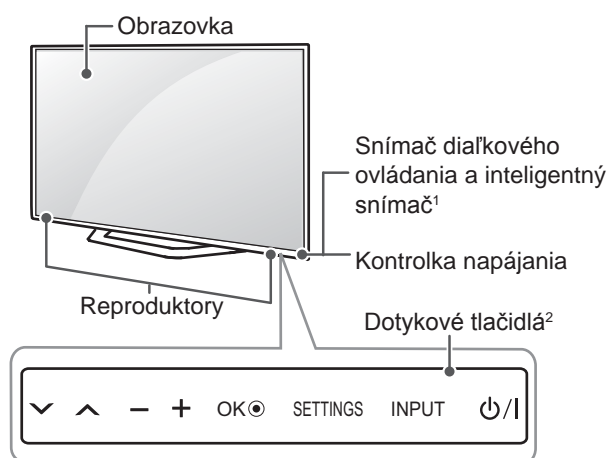 Obrazovka
Snímač diaľkového
ovládania a inteligentný
snímač¹
Kontrolka napájania
Reproduktory
Dotykové tlačidlá²
− + OK SETTINGS INPUT ⏻/I